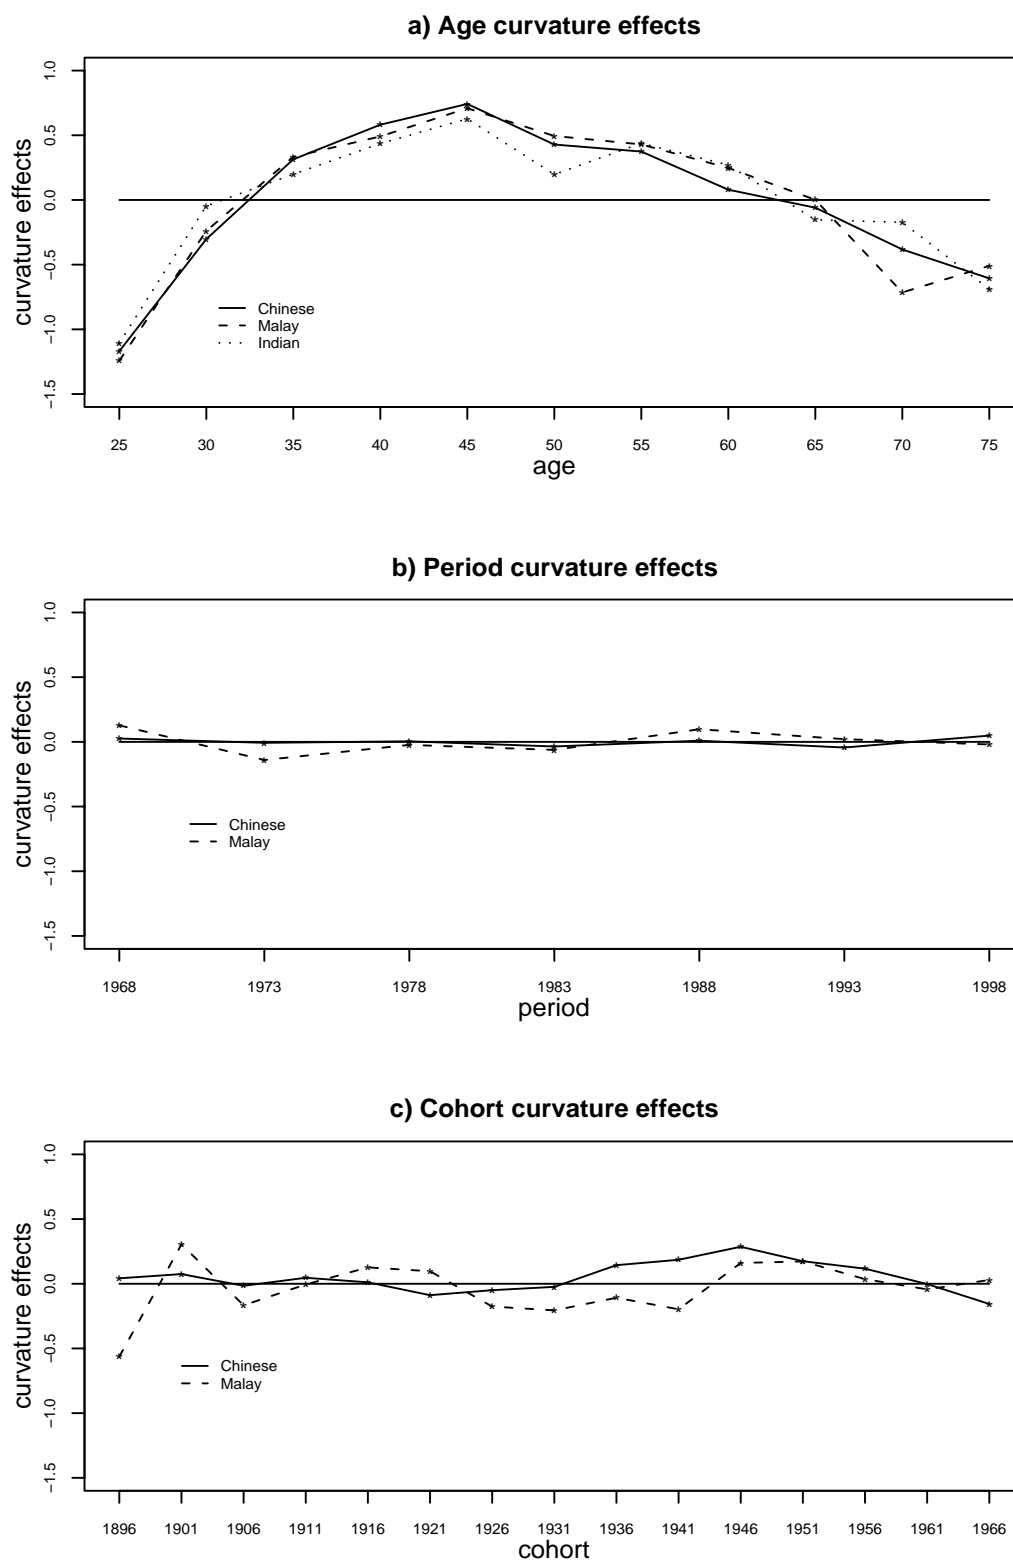 a) Age curvature effects
curvature effects
1.0
0.5
0.0
−0.5
−1.0
−1.5
Chinese
Malay
Indian
25 30 35 40 45 50 55 60 65 70 75
age
b) Period curvature effects
curvature effects
1.0
0.5
0.0
−0.5
−1.0
−1.5
Chinese
Malay
1968 1973 1978 1983 1988 1993 1998
period
c) Cohort curvature effects
curvature effects
1.0
0.5
0.0
−0.5
−1.0
−1.5
Chinese
Malay
1896 1901 1906 1911 1916 1921 1926 1931 1936 1941 1946 1951 1956 1961 1966
cohort